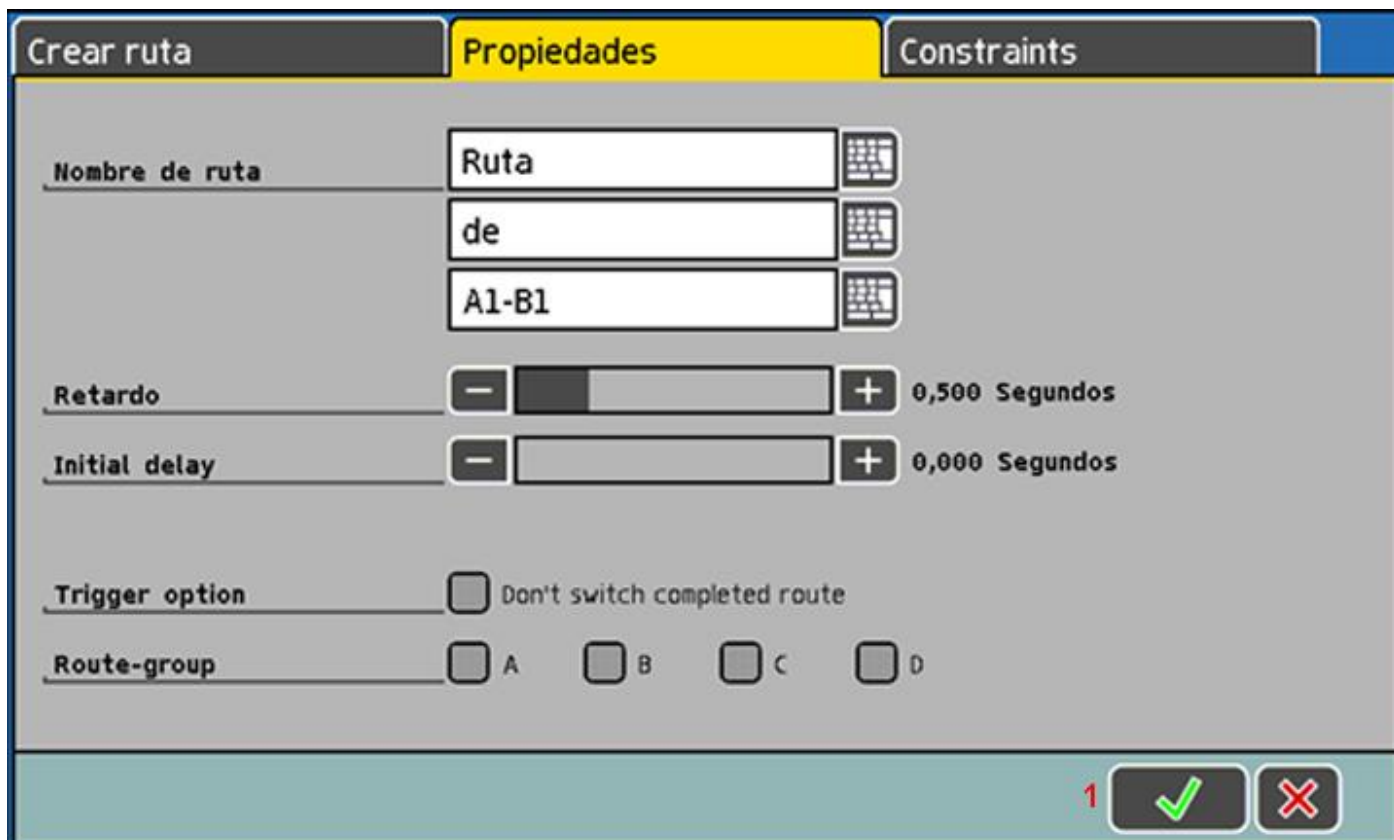 Crear ruta Propiedades Constraints
Nombre de ruta Ruta
de
A1-B1
Retardo 0,500 Segundos
Initial delay 0,000 Segundos
Trigger option Don't switch completed route
Route-group A B C D
1